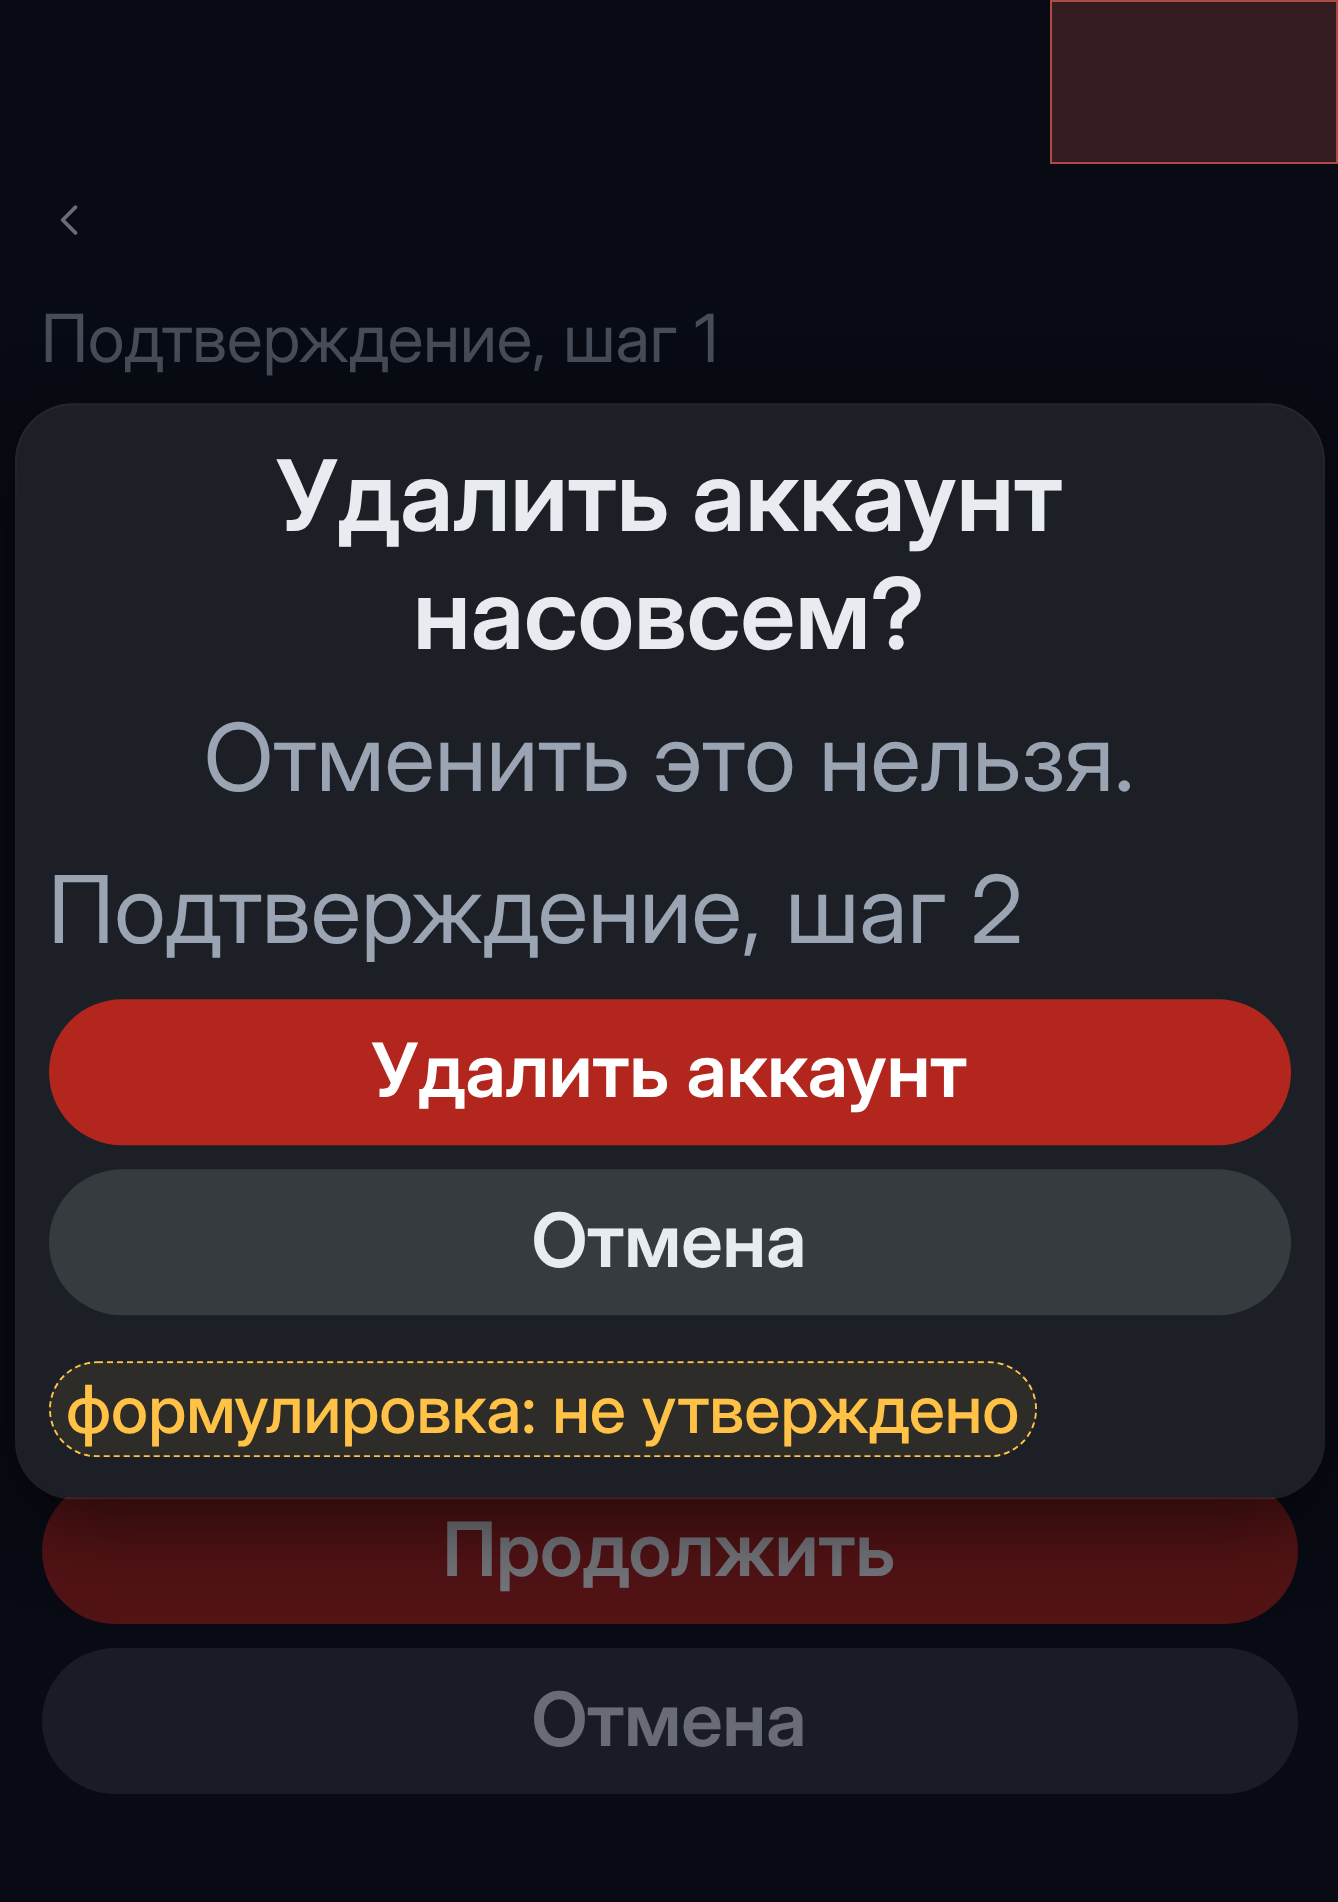 Подтверждение, шаг 1
Удалить аккаунт
насовсем?
Отменить это нельзя.
Подтверждение, шаг 2
Удалить аккаунт
Отмена
формулировка: не утверждено
Продолжить
Отмена